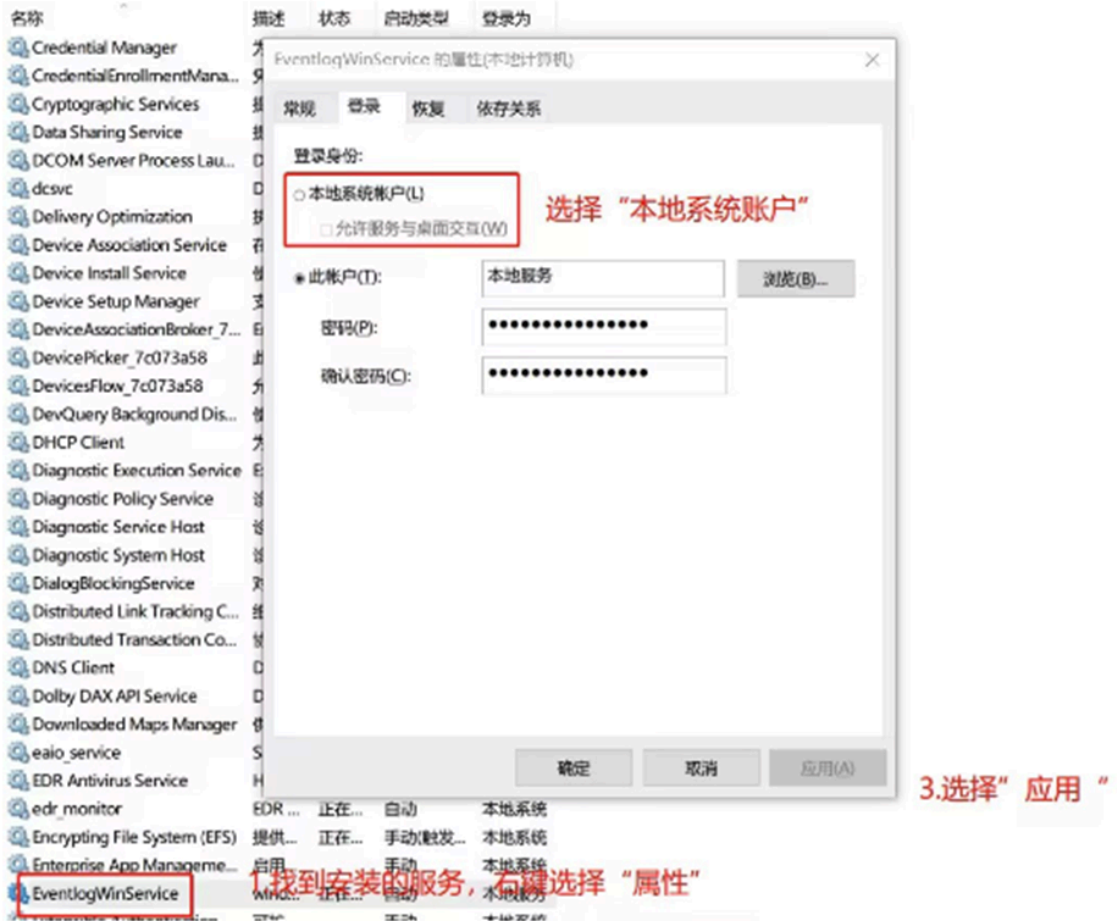 名称 描述 状态 启动类型 登录为
Credential Manager
CredentialEnrollmentMana...
Cryptographic Services
Data Sharing Service
DCOM Server Process Lau...
dcsvc
Delivery Optimization
Device Association Service
Device Install Service
Device Setup Manager
DeviceAssociationBroker_7...
DevicePicker_7c073a58
DevicesFlow_7c073a58
DevQuery Background Dis...
DHCP Client
Diagnostic Execution Service
Diagnostic Policy Service
Diagnostic Service Host
Diagnostic System Host
DialogBlockingService
Distributed Link Tracking C...
Distributed Transaction Co...
DNS Client
Dolby DAX API Service
Downloaded Maps Manager
eaio_service
EDR Antivirus Service
edr_monitor EDR ... 正在... 自动 本地系统
Encrypting File System (EFS) 提供... 正在... 手动(触发... 本地系统
Enterprise App Manageme... 启用... 手动 本地系统
EventlogWinService 正在... 自动 本地服务
EventlogWinService 的属性(本地计算机)
常规 登录 恢复 依存关系
登录身份:
本地系统帐户(L)
允许服务与桌面交互(W)
选择“本地系统账户”
此帐户(T): 本地服务 浏览(B)...
密码(P): •••••••••••••••
确认密码(C): •••••••••••••••
确定 取消 应用(A)
3.选择”应用“
1.找到安装的服务，右键选择“属性”